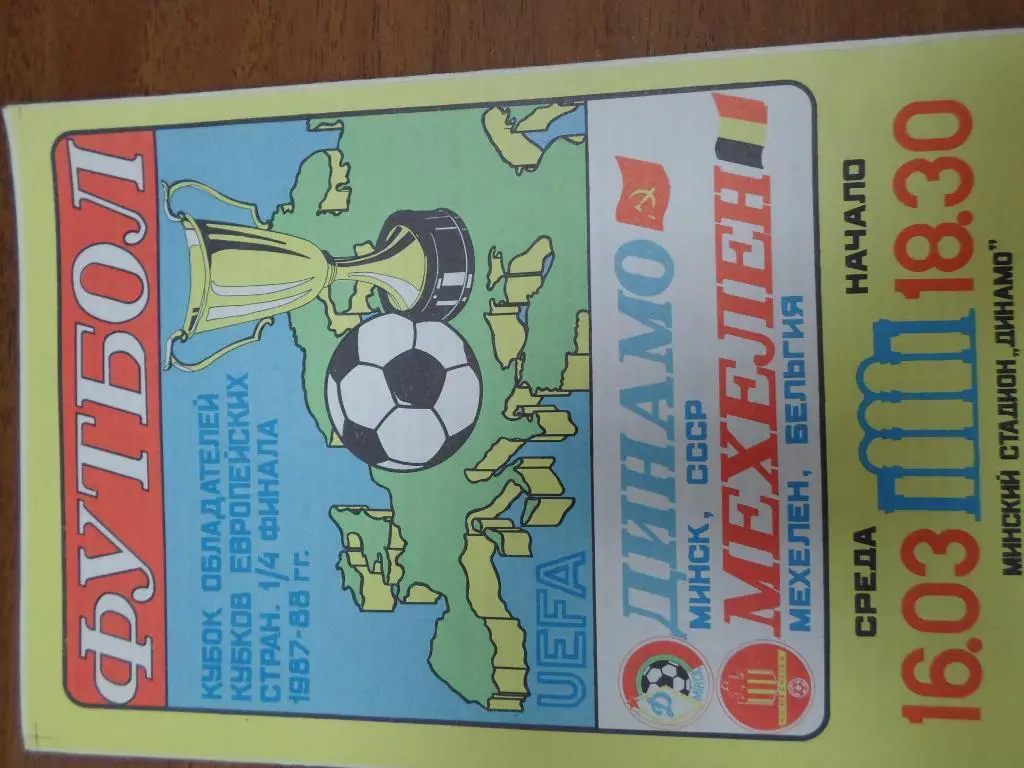 ФУТБОЛ
КУБОК ОБЛАДАТЕЛЕЙ
КУБКОВ ЕВРОПЕЙСКИХ
СТРАН. 1/4 ФИНАЛА
1987-88 ГГ.
UEFA
ДИНАМО
МИНСК, СССР
МЕХЕЛЕН
МЕХЕЛЕН, БЕЛЬГИЯ
Д
МІНСК
СРЕДА
НАЧАЛО
16.03
18.30
МИНСКИЙ СТАДИОН „ДИНАМО”